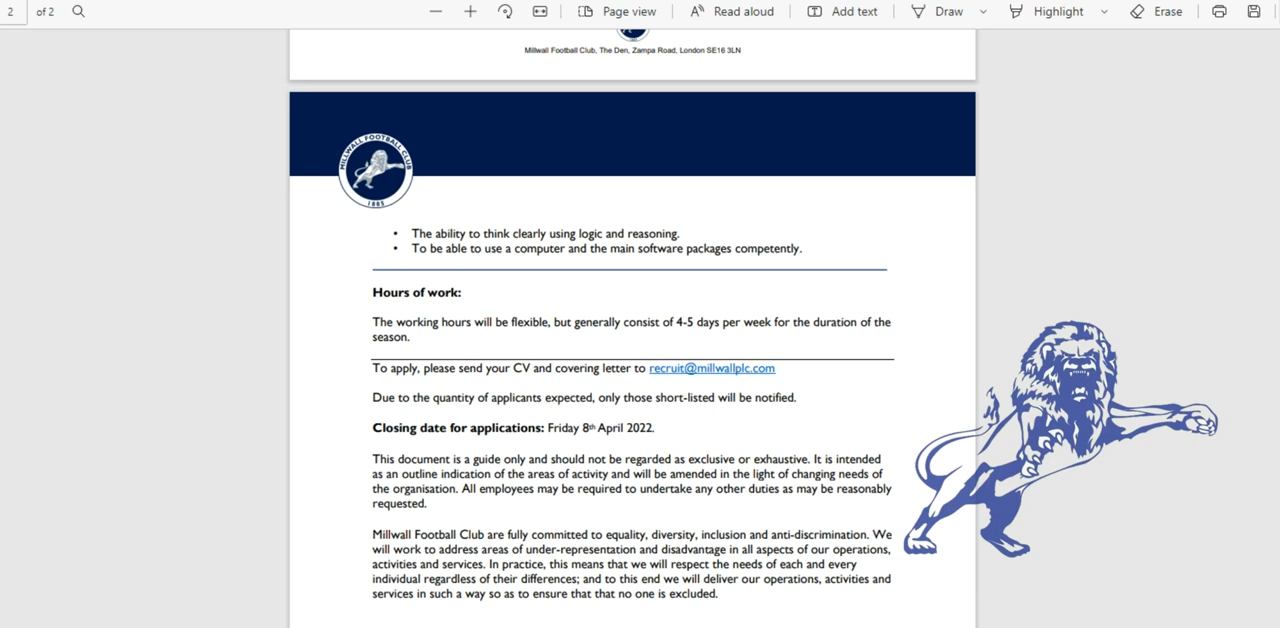 2 of 2 Page view Read aloud Add text Draw Highlight Erase
Millwall Football Club, The Den, Zampa Road, London SE16 3LN
MILLWALL FOOTBALL CLUB
1885
• The ability to think clearly using logic and reasoning.
• To be able to use a computer and the main software packages competently.
Hours of work:
The working hours will be flexible, but generally consist of 4-5 days per week for the duration of the
season.
To apply, please send your CV and covering letter to recruit@millwallplc.com
Due to the quantity of applicants expected, only those short-listed will be notified.
Closing date for applications: Friday 8th April 2022.
This document is a guide only and should not be regarded as exclusive or exhaustive. It is intended
as an outline indication of the areas of activity and will be amended in the light of changing needs of
the organisation. All employees may be required to undertake any other duties as may be reasonably
requested.
Millwall Football Club are fully committed to equality, diversity, inclusion and anti-discrimination. We
will work to address areas of under-representation and disadvantage in all aspects of our operations,
activities and services. In practice, this means that we will respect the needs of each and every
individual regardless of their differences; and to this end we will deliver our operations, activities and
services in such a way so as to ensure that that no one is excluded.